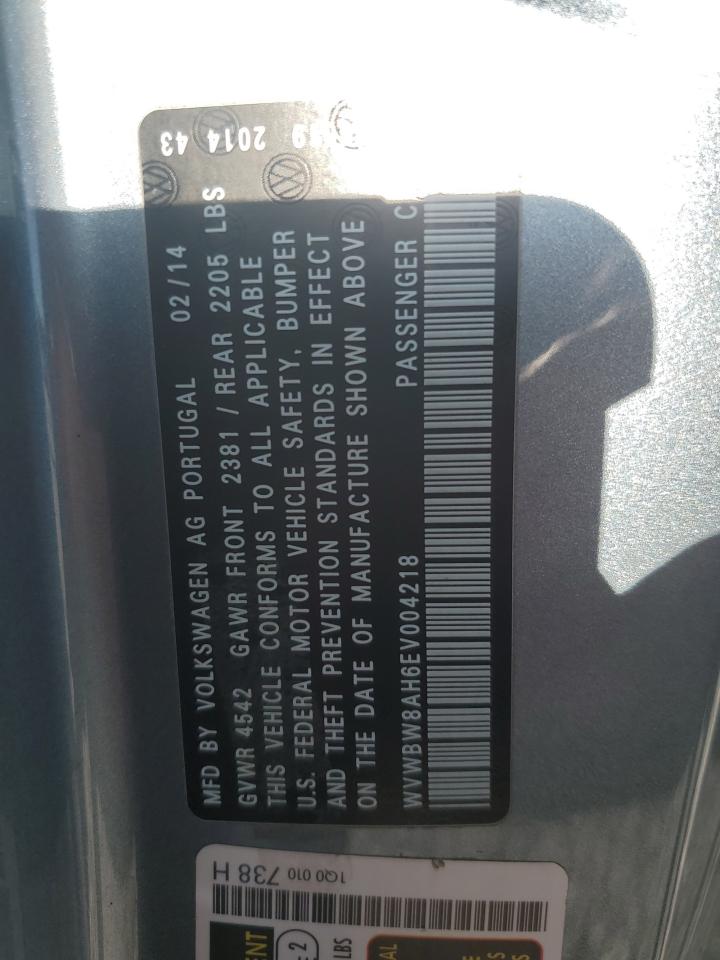 MFD BY VOLKSWAGEN AG PORTUGAL 02/14
GVWR 4542 GAWR FRONT 2381 / REAR 2205 LBS
THIS VEHICLE CONFORMS TO ALL APPLICABLE
U.S. FEDERAL MOTOR VEHICLE SAFETY, BUMPER
AND THEFT PREVENTION STANDARDS IN EFFECT
ON THE DATE OF MANUFACTURE SHOWN ABOVE
WVWBW8AH6EV004218 PASSENGER C
2014 43
1Q0 010 738 H
2
LBS